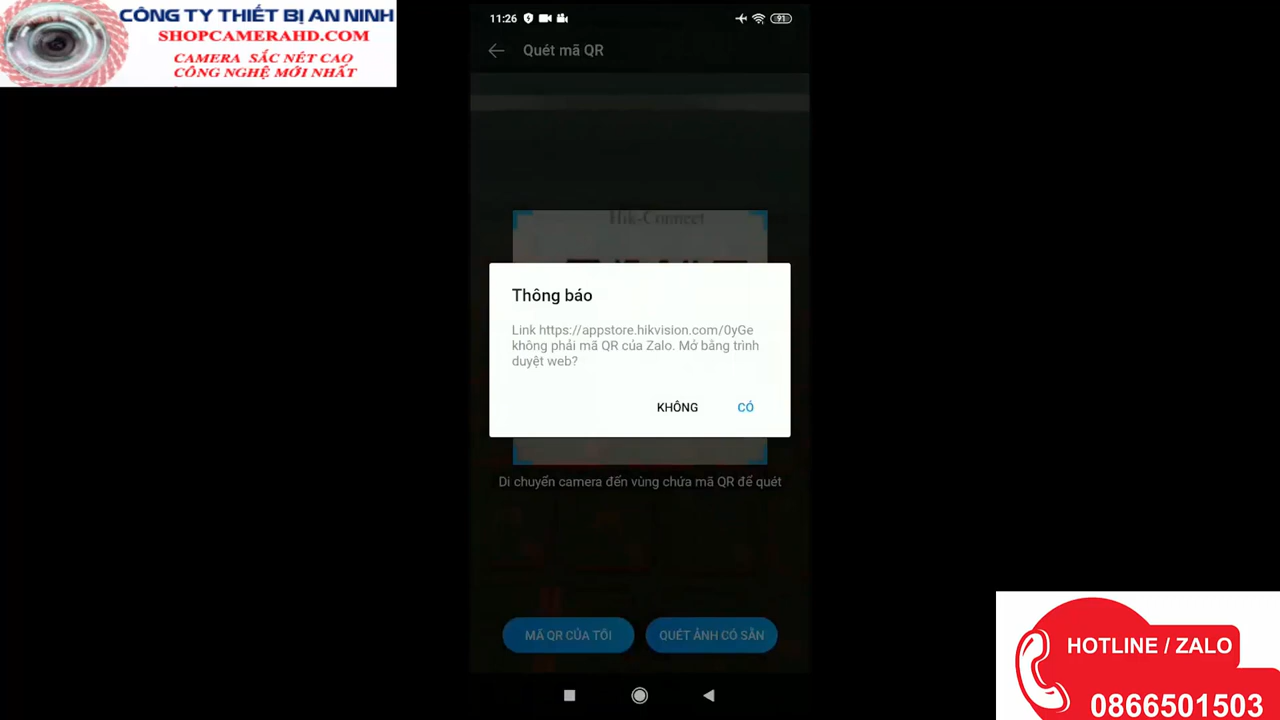 CÔNG TY THIẾT BỊ AN NINH
SHOPCAMERAHD.COM
CAMERA SẮC NÉT CAO
CÔNG NGHỆ MỚI NHẤT
11:26
91
Quét mã QR
Hik-Connect
Thông báo
Link https://appstore.hikvision.com/0yGe
không phải mã QR của Zalo. Mở bằng trình
duyệt web?
KHÔNG
CÓ
Di chuyển camera đến vùng chứa mã QR để quét
MÃ QR CỦA TÔI
QUÉT ẢNH CÓ SẴN
HOTLINE / ZALO
0866501503